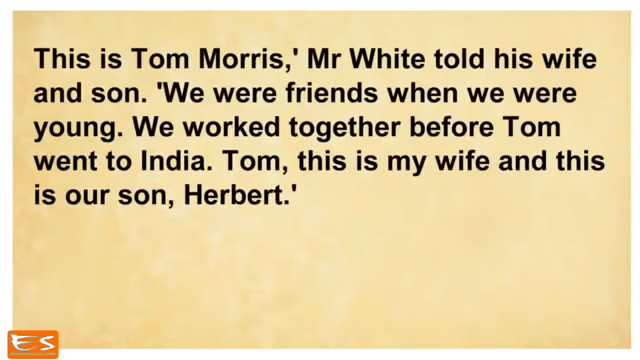 This is Tom Morris,' Mr White told his wife
and son. 'We were friends when we were
young. We worked together before Tom
went to India. Tom, this is my wife and this
is our son, Herbert.'
ES